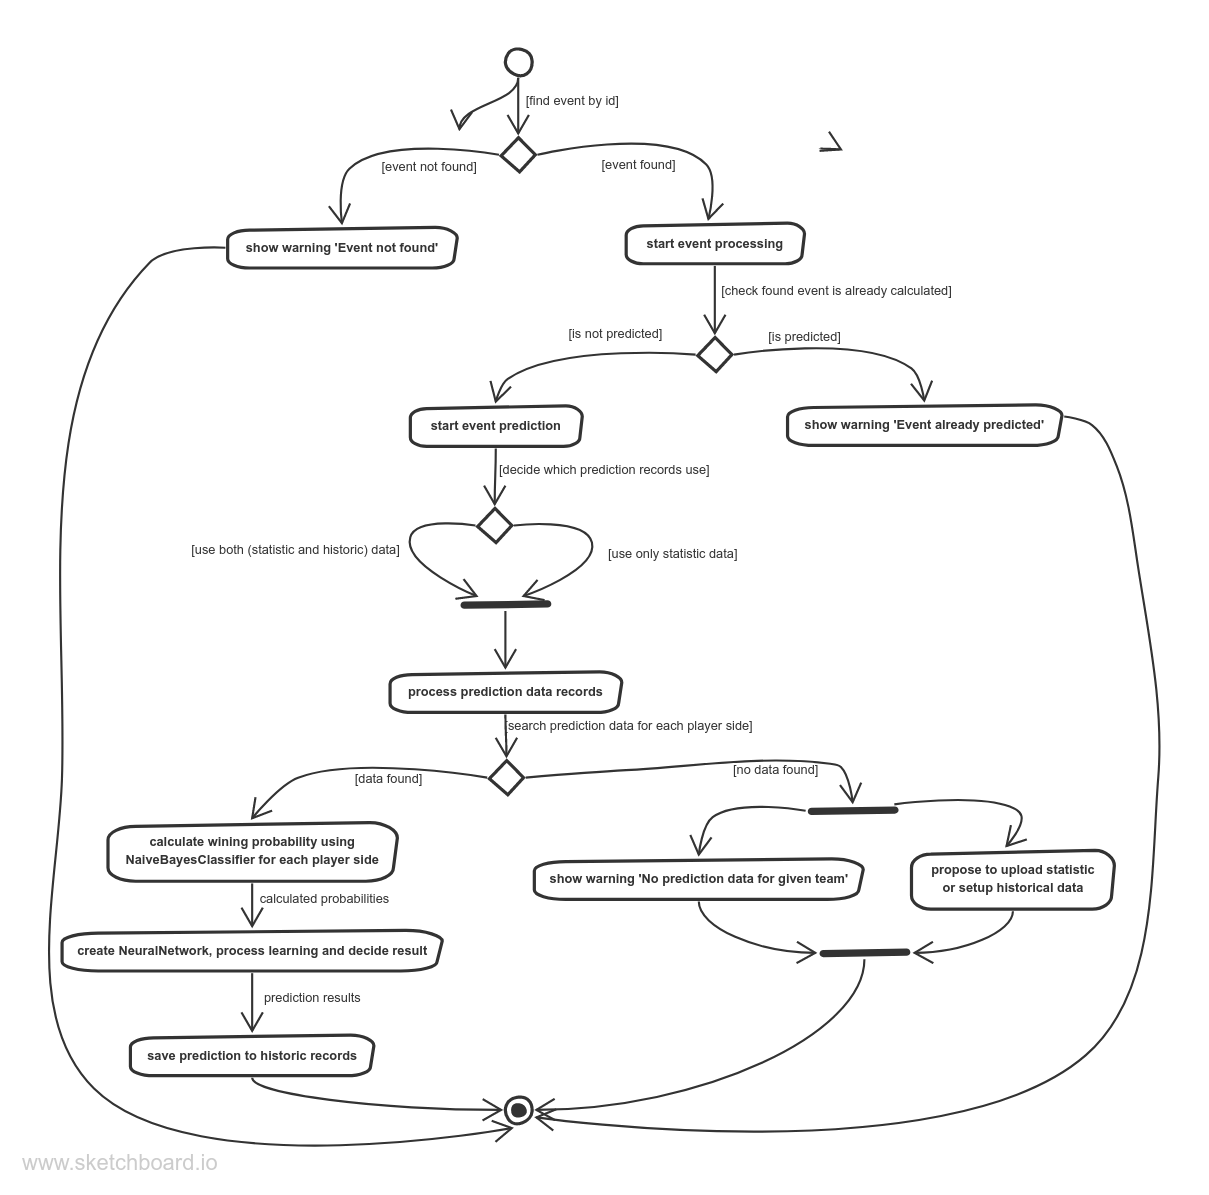 [find event by id]
[event not found]
[event found]
show warning 'Event not found'
start event processing
[check found event is already calculated]
[is not predicted]
[is predicted]
start event prediction
show warning 'Event already predicted'
[decide which prediction records use]
[use both (statistic and historic) data]
[use only statistic data]
process prediction data records
[search prediction data for each player side]
[data found]
[no data found]
calculate wining probability using
NaiveBayesClassifier for each player side
show warning 'No prediction data for given team'
propose to upload statistic
or setup historical data
calculated probabilities
create NeuralNetwork, process learning and decide result
prediction results
save prediction to historic records
www.sketchboard.io